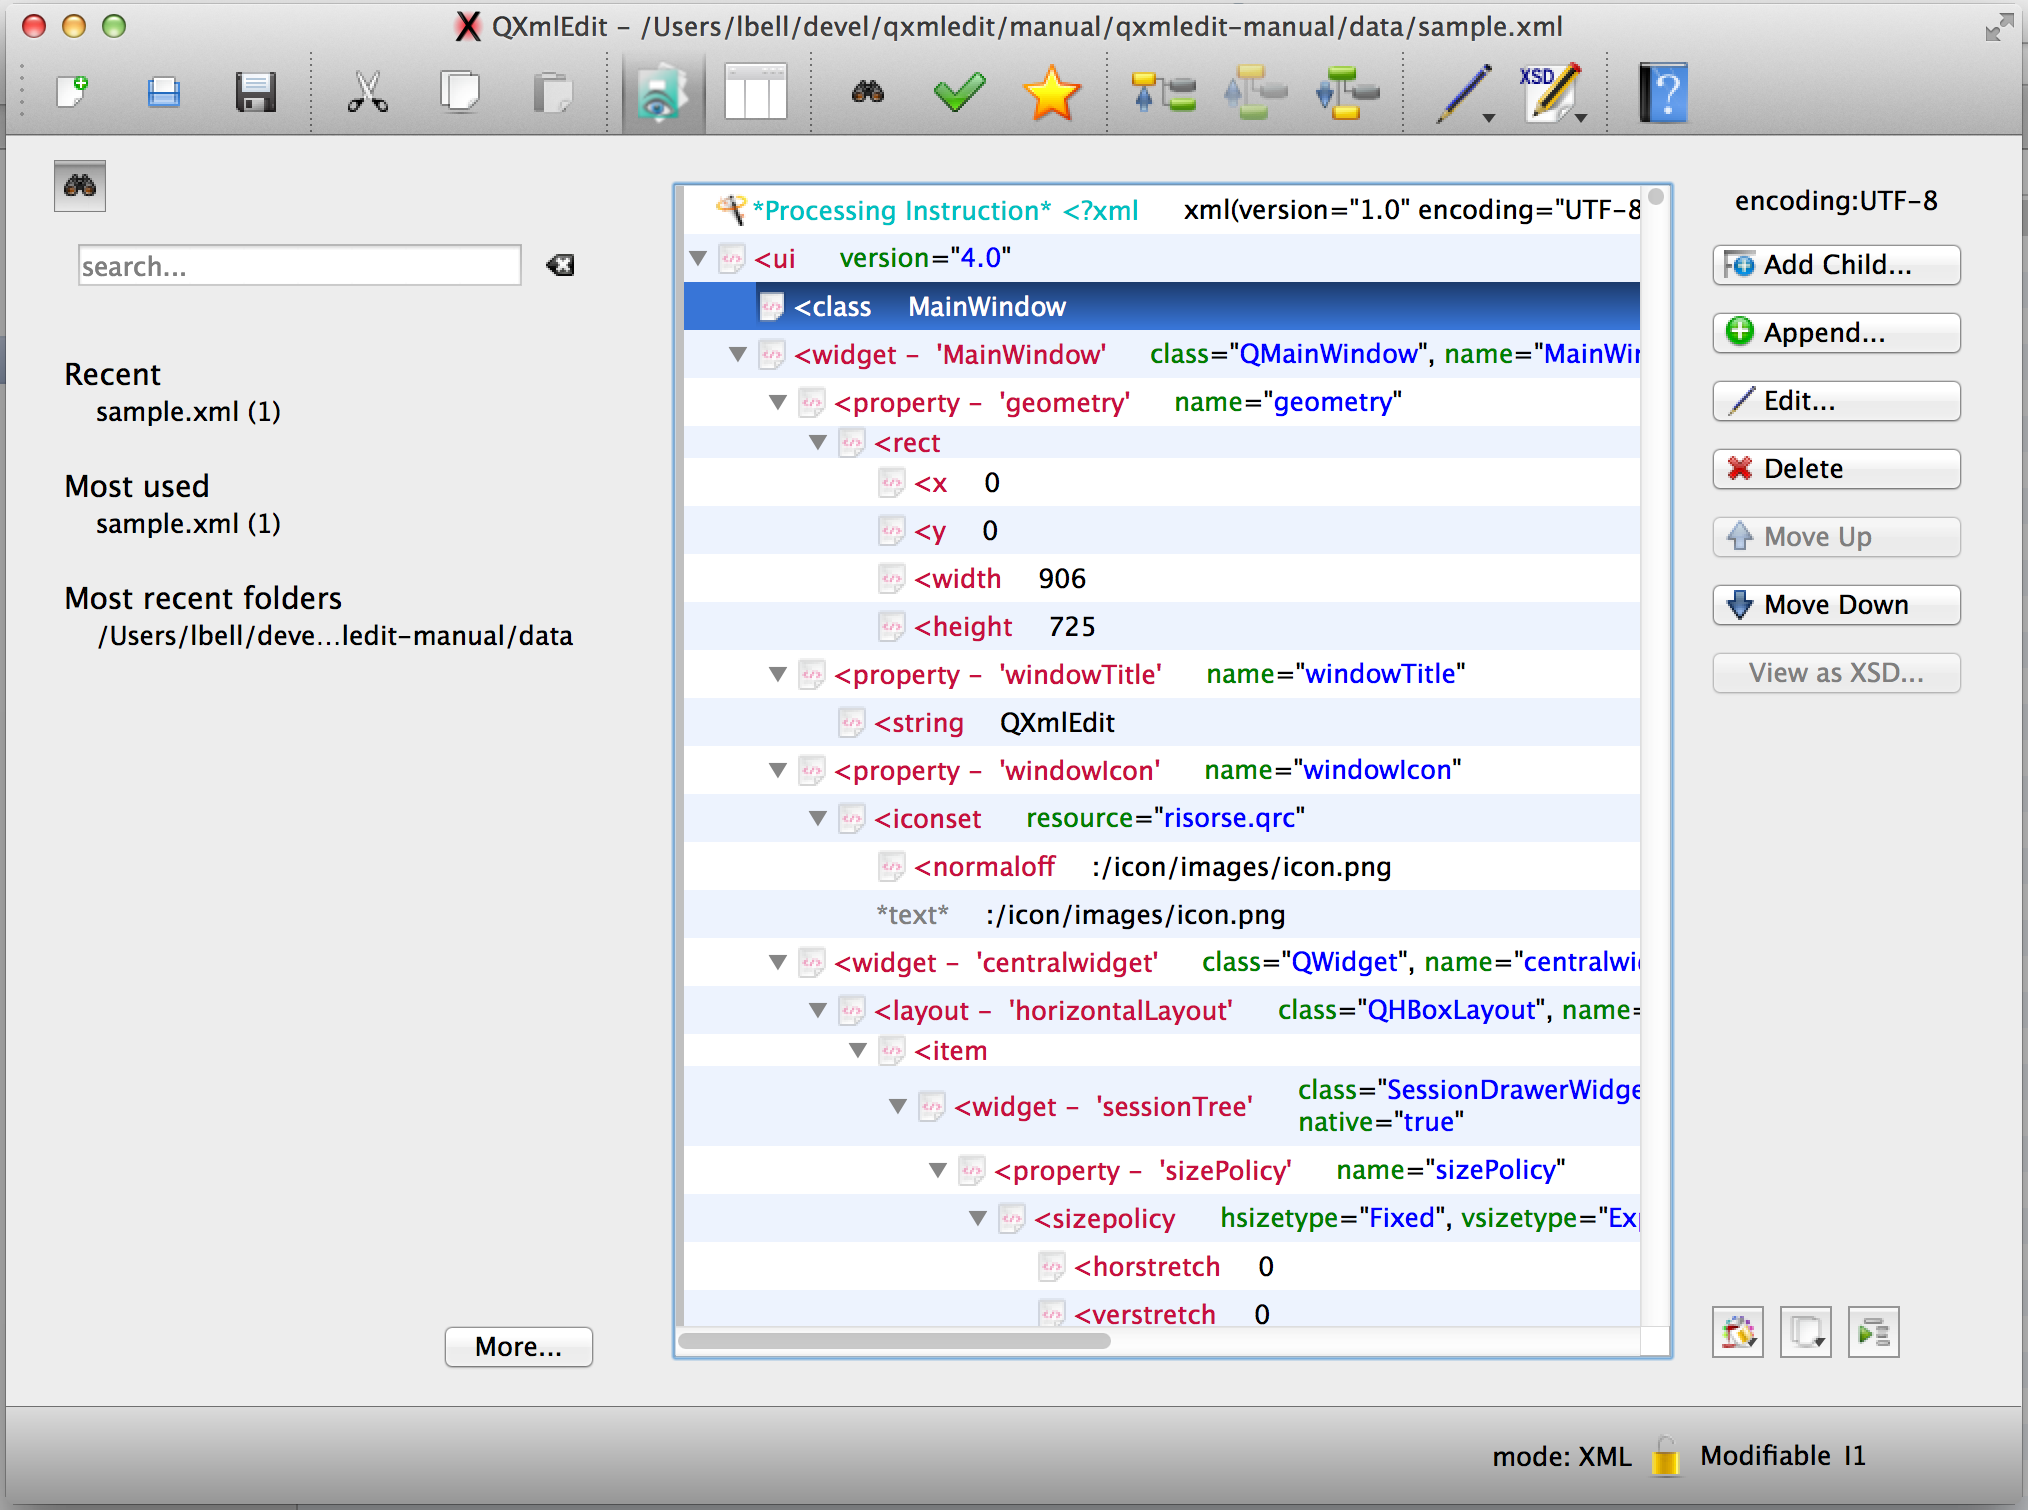 QXmlEdit – /Users/lbell/devel/qxmledit/manual/qxmledit-manual/data/sample.xml
XSD
?
search...
Recent
sample.xml (1)
Most used
sample.xml (1)
Most recent folders
/Users/lbell/deve...ledit-manual/data
More...
*Processing Instruction* <?xml xml(version="1.0" encoding="UTF-8
<ui version="4.0"
<class MainWindow
<widget – 'MainWindow' class="QMainWindow", name="MainWin
<property – 'geometry' name="geometry"
<rect
<x 0
<y 0
<width 906
<height 725
<property – 'windowTitle' name="windowTitle"
<string QXmlEdit
<property – 'windowIcon' name="windowIcon"
<iconset resource="risorse.qrc"
<normaloff :/icon/images/icon.png
*text* :/icon/images/icon.png
<widget – 'centralwidget' class="QWidget", name="centralwi
<layout – 'horizontalLayout' class="QHBoxLayout", name=
<item
<widget – 'sessionTree' class="SessionDrawerWidge
native="true"
<property – 'sizePolicy' name="sizePolicy"
<sizepolicy hsizetype="Fixed", vsizetype="Ex
<horstretch 0
<verstretch 0
encoding:UTF-8
Add Child...
Append...
Edit...
Delete
Move Up
Move Down
View as XSD...
mode: XML Modifiable I1